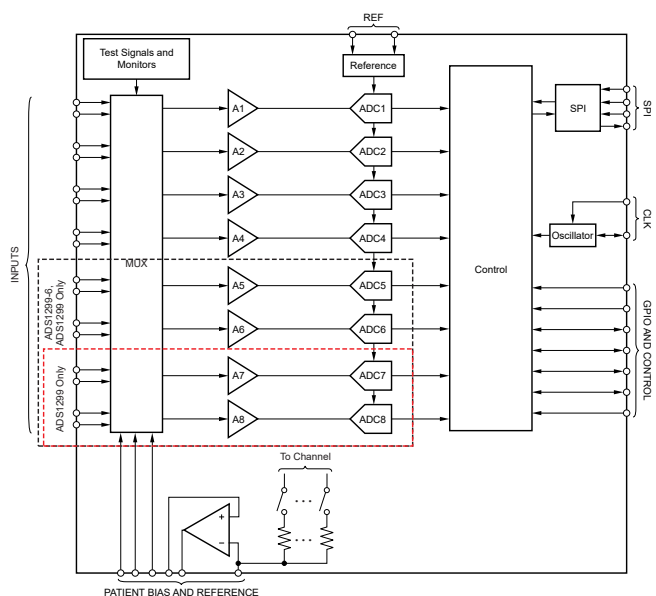 REF
Test Signals and
Monitors
Reference
A1
ADC1
A2
ADC2
A3
ADC3
A4
ADC4
MUX
A5
ADC5
A6
ADC6
A7
ADC7
A8
ADC8
Control
SPI
SPI
Oscillator
CLK
GPIO AND CONTROL
INPUTS
ADS1299-6,
ADS1299 Only
ADS1299 Only
To Channel
+
−
PATIENT BIAS AND REFERENCE